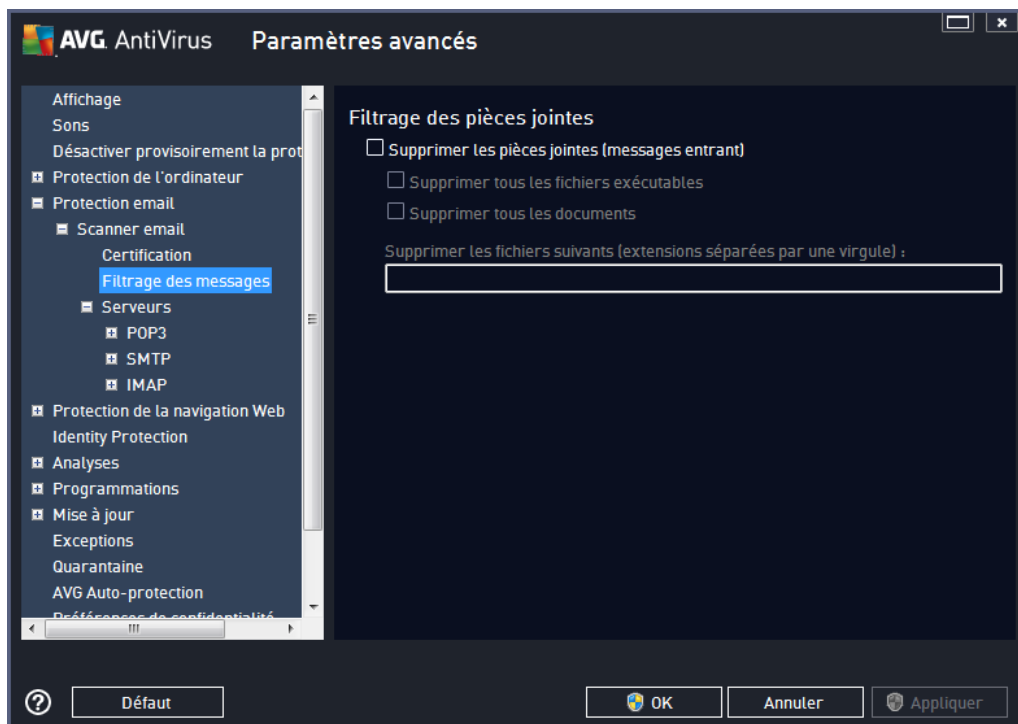 AVG. AntiVirus Paramètres avancés
Affichage
Sons
Désactiver provisoirement la prot
Protection de l'ordinateur
Protection email
Scanner email
Certification
Filtrage des messages
Serveurs
POP3
SMTP
IMAP
Protection de la navigation Web
Identity Protection
Analyses
Programmations
Mise à jour
Exceptions
Quarantaine
AVG Auto-protection
Préférences de confidentialité
Filtrage des pièces jointes
Supprimer les pièces jointes (messages entrant)
Supprimer tous les fichiers exécutables
Supprimer tous les documents
Supprimer les fichiers suivants (extensions séparées par une virgule) :
Défaut
OK
Annuler
Appliquer